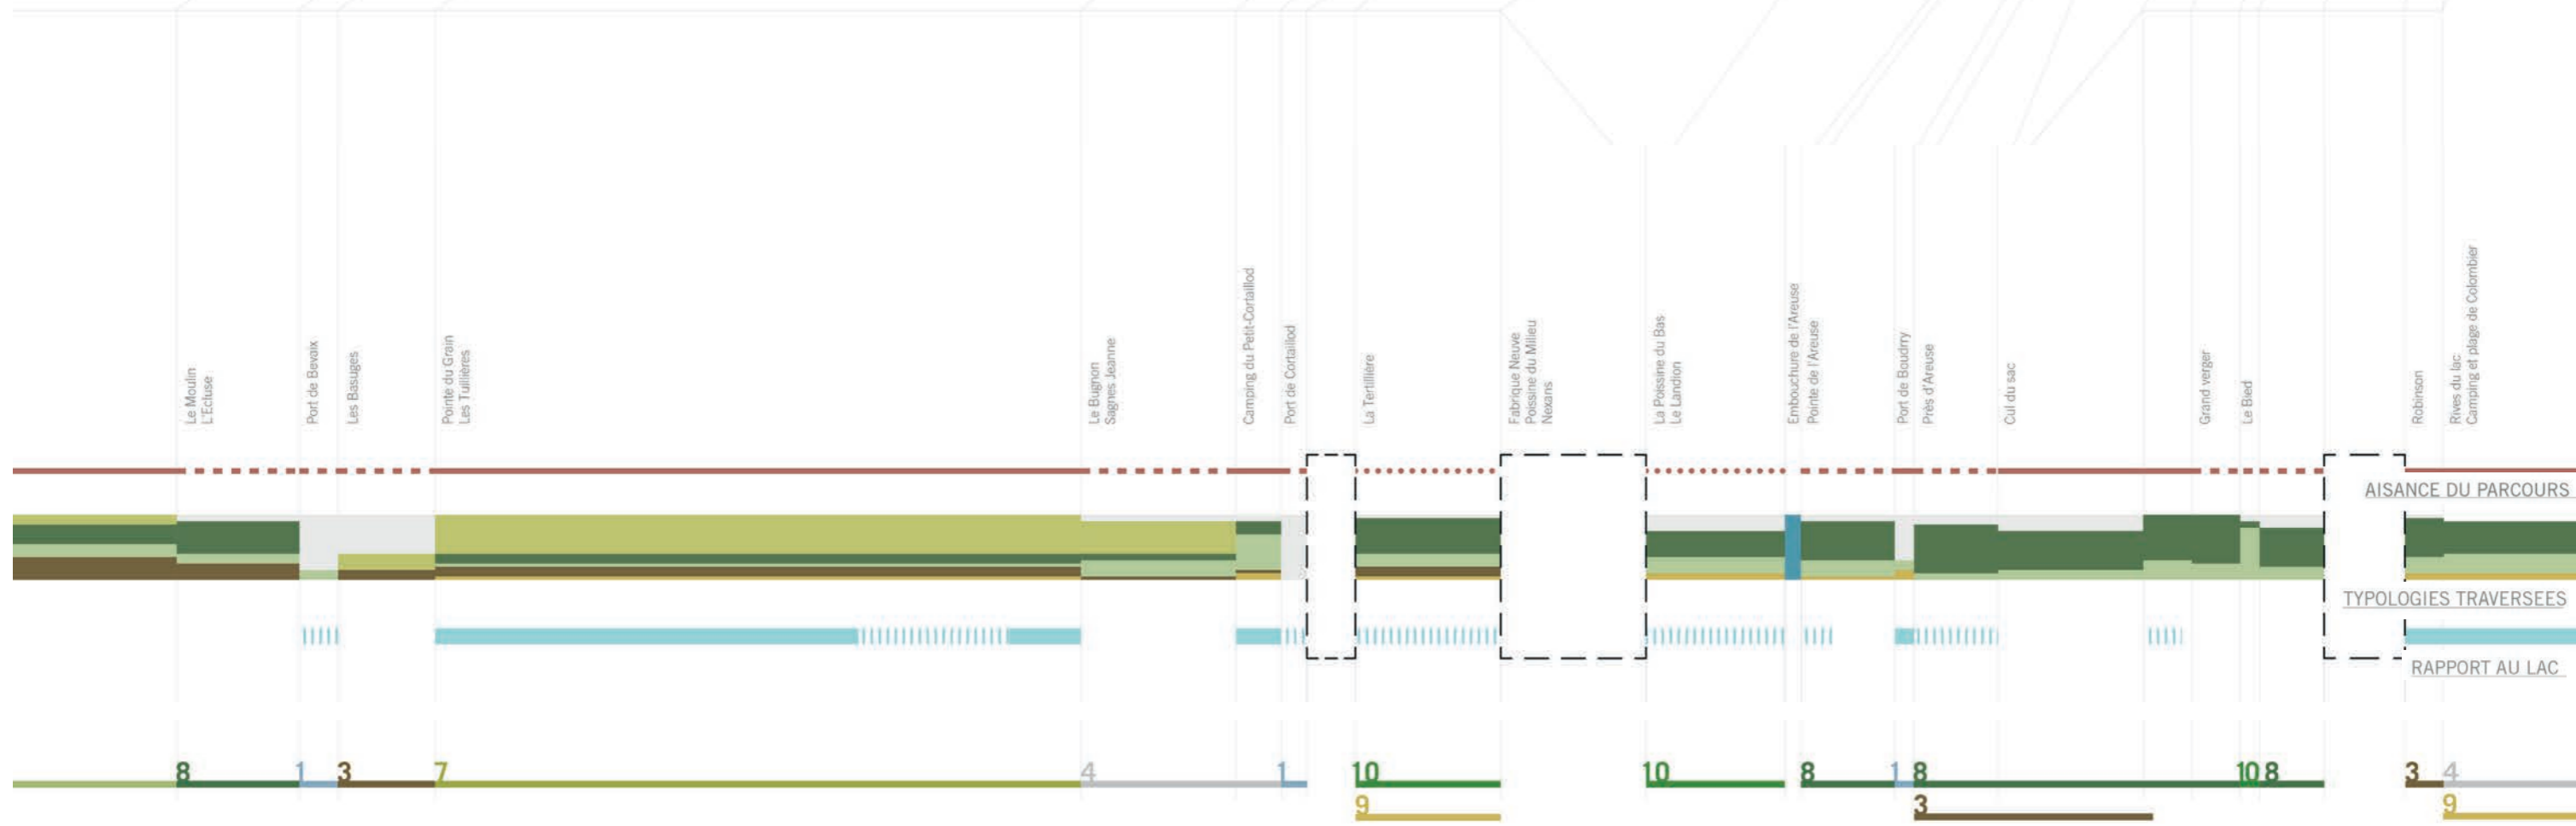 Le Moulin
L'Ecluse
Port de Bevaix
Les Basuges
Pointe du Grain
Les Tuillières
Le Bugnon
Sagnes Jeanne
Camping du Petit-Cortaillod
Port de Cortaillod
La Tertillière
Fabrique Neuve
Poissine du Milieu
Nexans
La Poissine du Bas
Le Landion
Embouchure de l'Areuse
Pointe de l'Areuse
Port de Boudrry
Près d'Areuse
Cul du sac
Grand verger
Le Bied
Robinson
Rives du lac
Camping et plage de Colombier
AISANCE DU PARCOURS
TYPOLOGIES TRAVERSEES
RAPPORT AU LAC
8 1 3 7 4 1 10 10 8 1 8 10 8 3 4
9 3 9